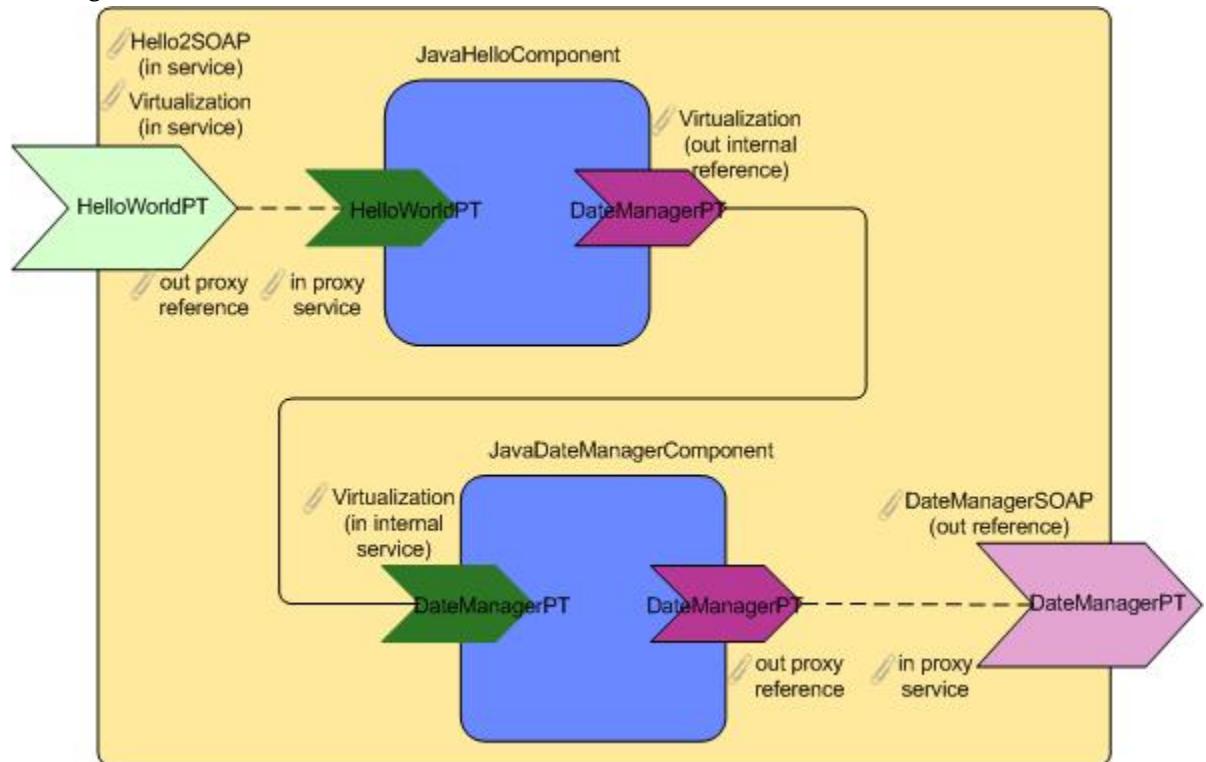 Hello2SOAP
(in service)
Virtualization
(in service)
JavaHelloComponent
Virtualization
(out internal
reference)
HelloWorldPT
HelloWorldPT
DateManagerPT
out proxy
reference
in proxy
service
JavaDateManagerComponent
Virtualization
(in internal
service)
DateManagerSOAP
(out reference)
DateManagerPT
DateManagerPT
DateManagerPT
out proxy
reference
in proxy
service